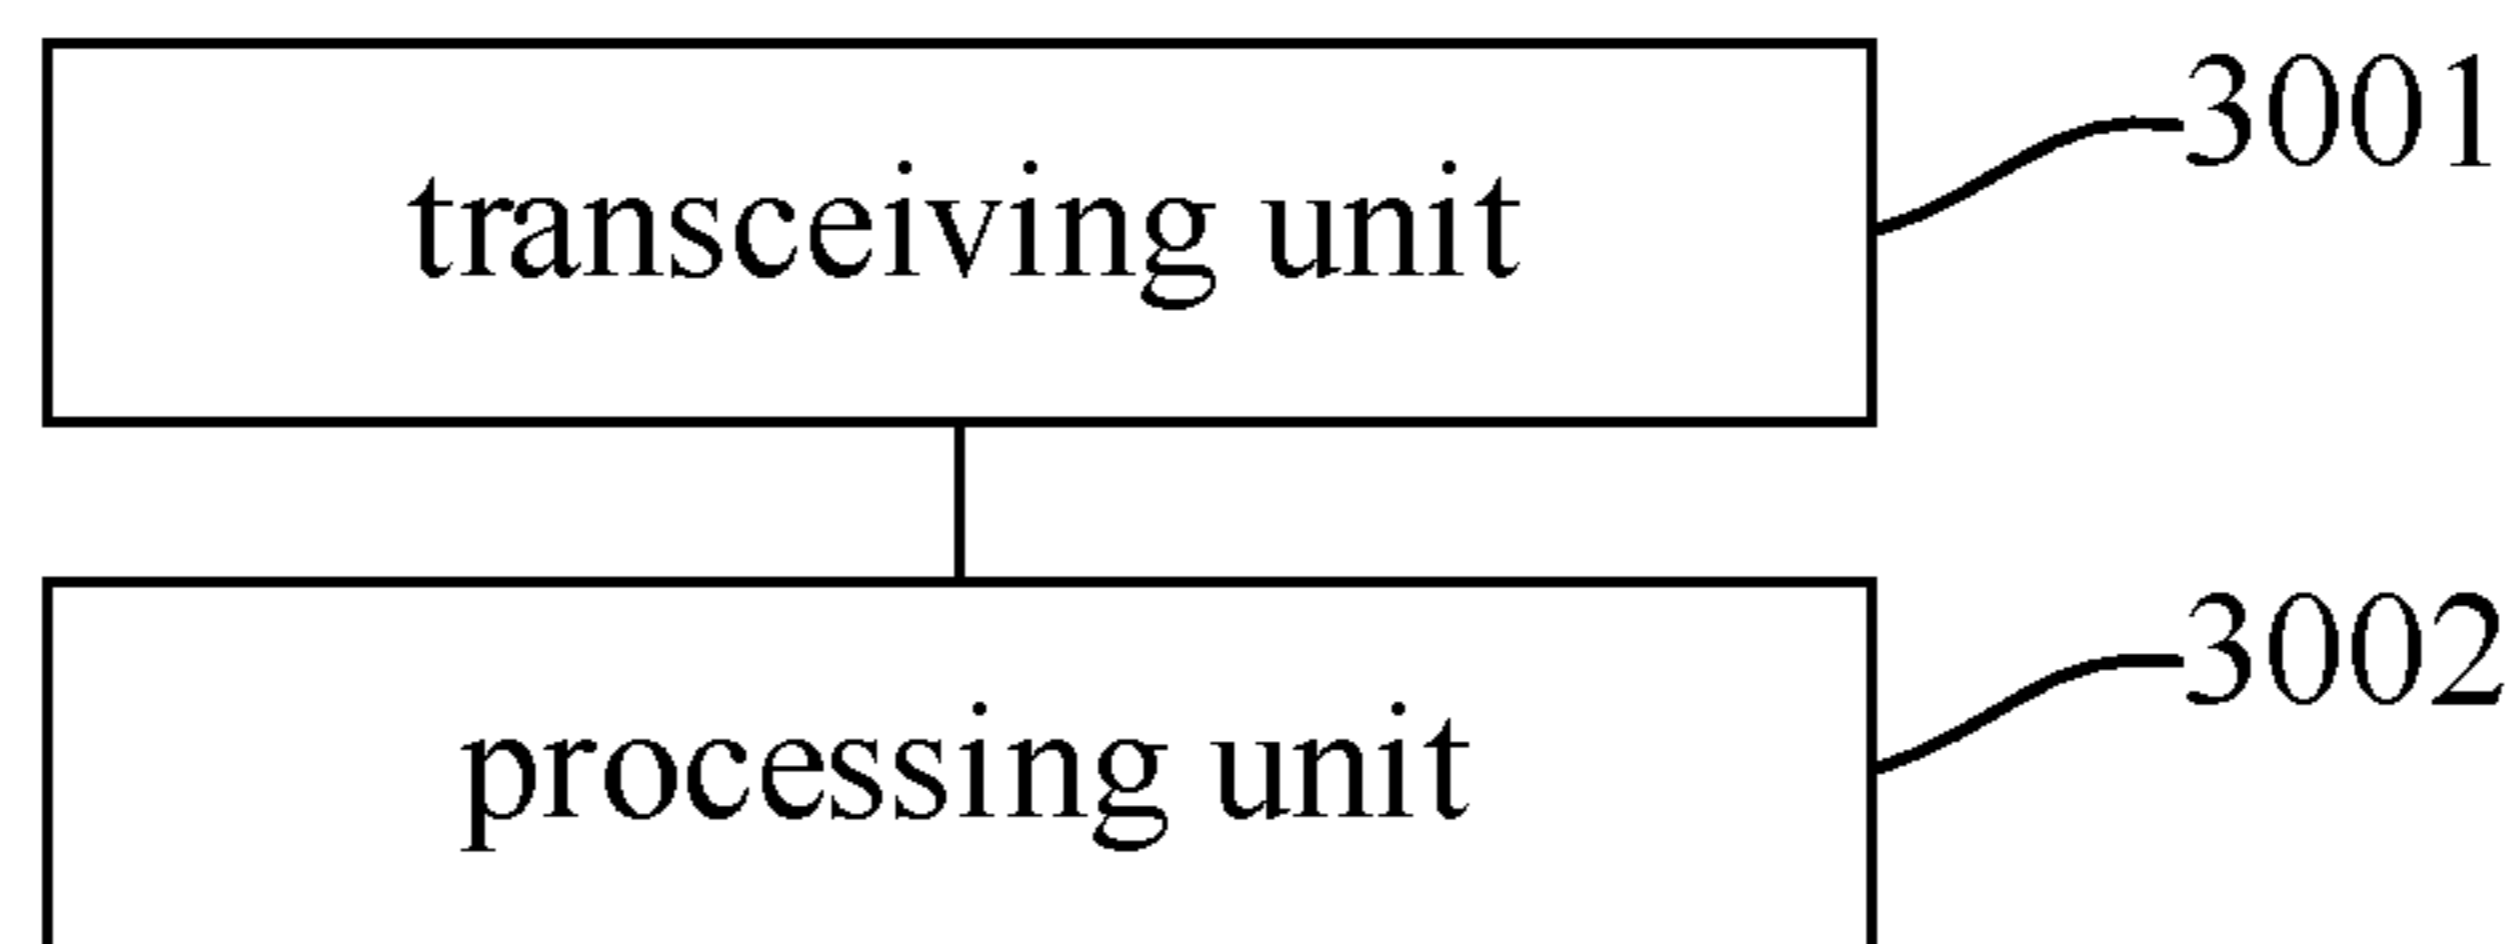 transceiving unit
3001
processing unit
3002